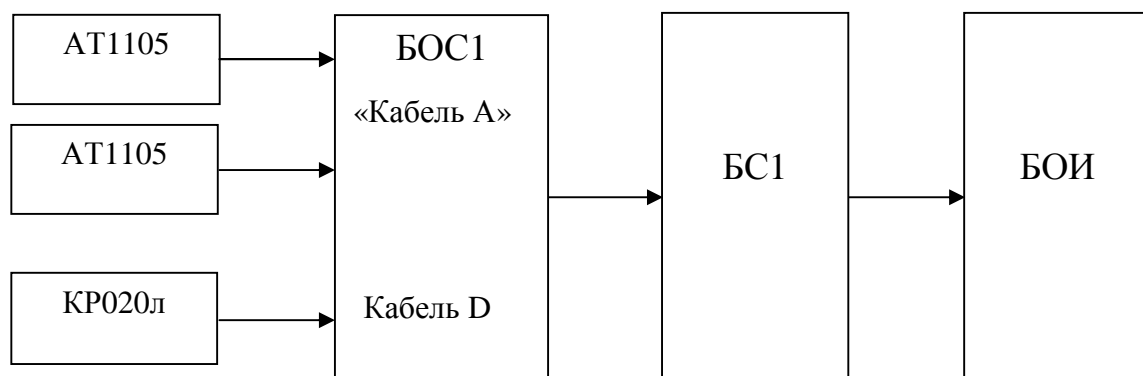 АТ1105
АТ1105
КР020л
БОС1
«Кабель А»
Кабель D
БС1
БОИ